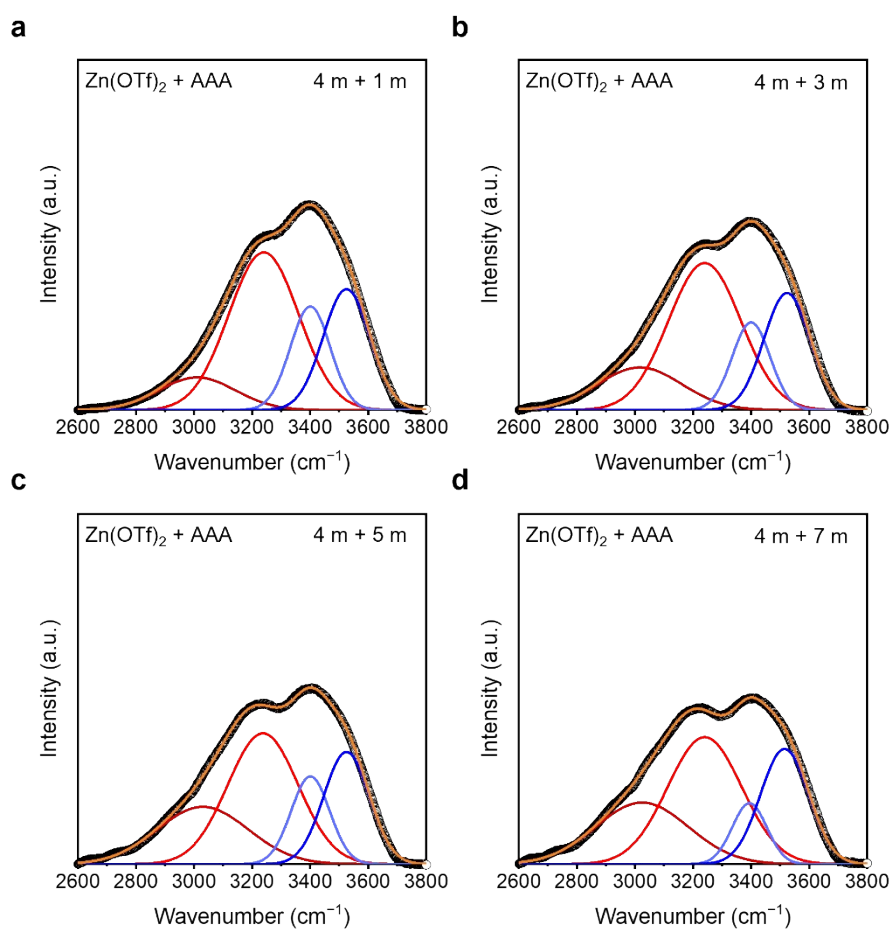 a
Zn(OTf)₂ + AAA 4 m + 1 m
Intensity (a.u.)
2600 2800 3000 3200 3400 3600 3800
Wavenumber (cm⁻¹)
b
Zn(OTf)₂ + AAA 4 m + 3 m
Intensity (a.u.)
2600 2800 3000 3200 3400 3600 3800
Wavenumber (cm⁻¹)
c
Zn(OTf)₂ + AAA 4 m + 5 m
Intensity (a.u.)
2600 2800 3000 3200 3400 3600 3800
Wavenumber (cm⁻¹)
d
Zn(OTf)₂ + AAA 4 m + 7 m
Intensity (a.u.)
2600 2800 3000 3200 3400 3600 3800
Wavenumber (cm⁻¹)